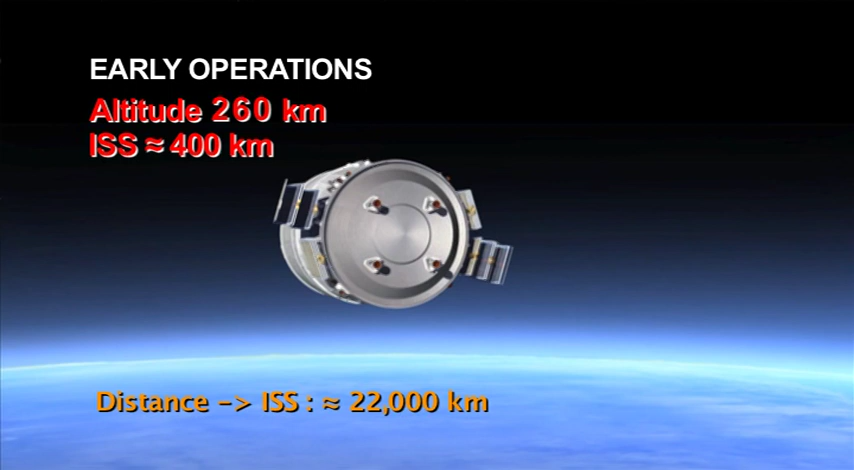 EARLY OPERATIONS
Altitude 260 km
ISS ≈ 400 km
Distance -> ISS : ≈ 22,000 km